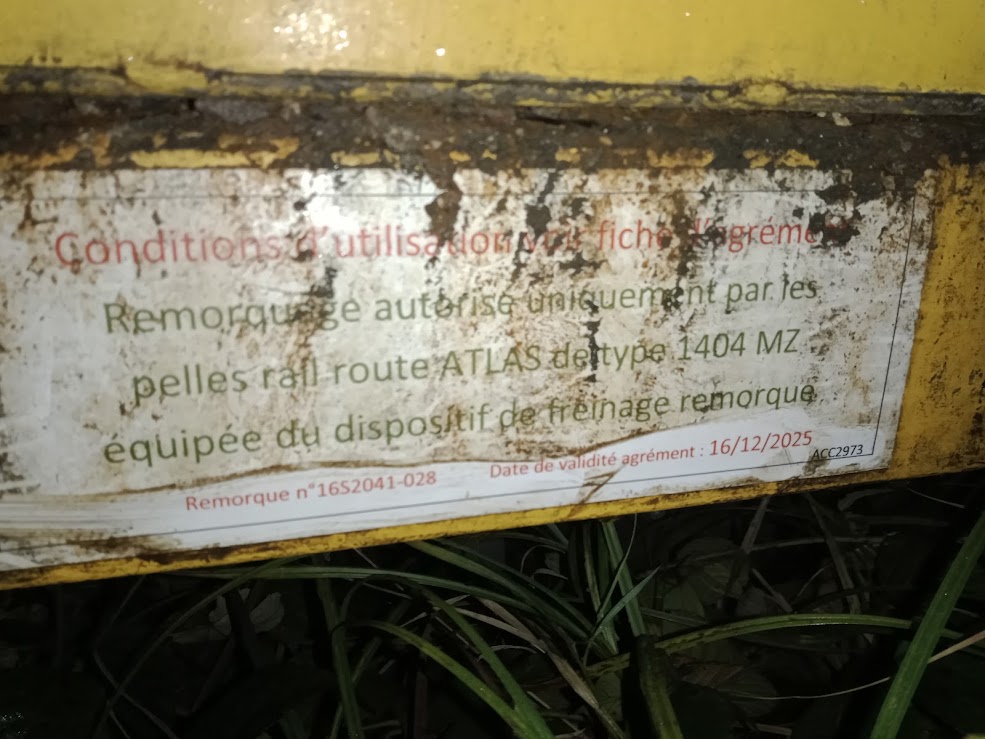 Conditions d'utilisation voir fiche d'agrément
Remorquage autorisé uniquement par les
pelles rail route ATLAS de type 1404 MZ
équipée du dispositif de freinage remorque
Remorque n°16S2041-028 Date de validité agrément : 16/12/2025
ACC2973